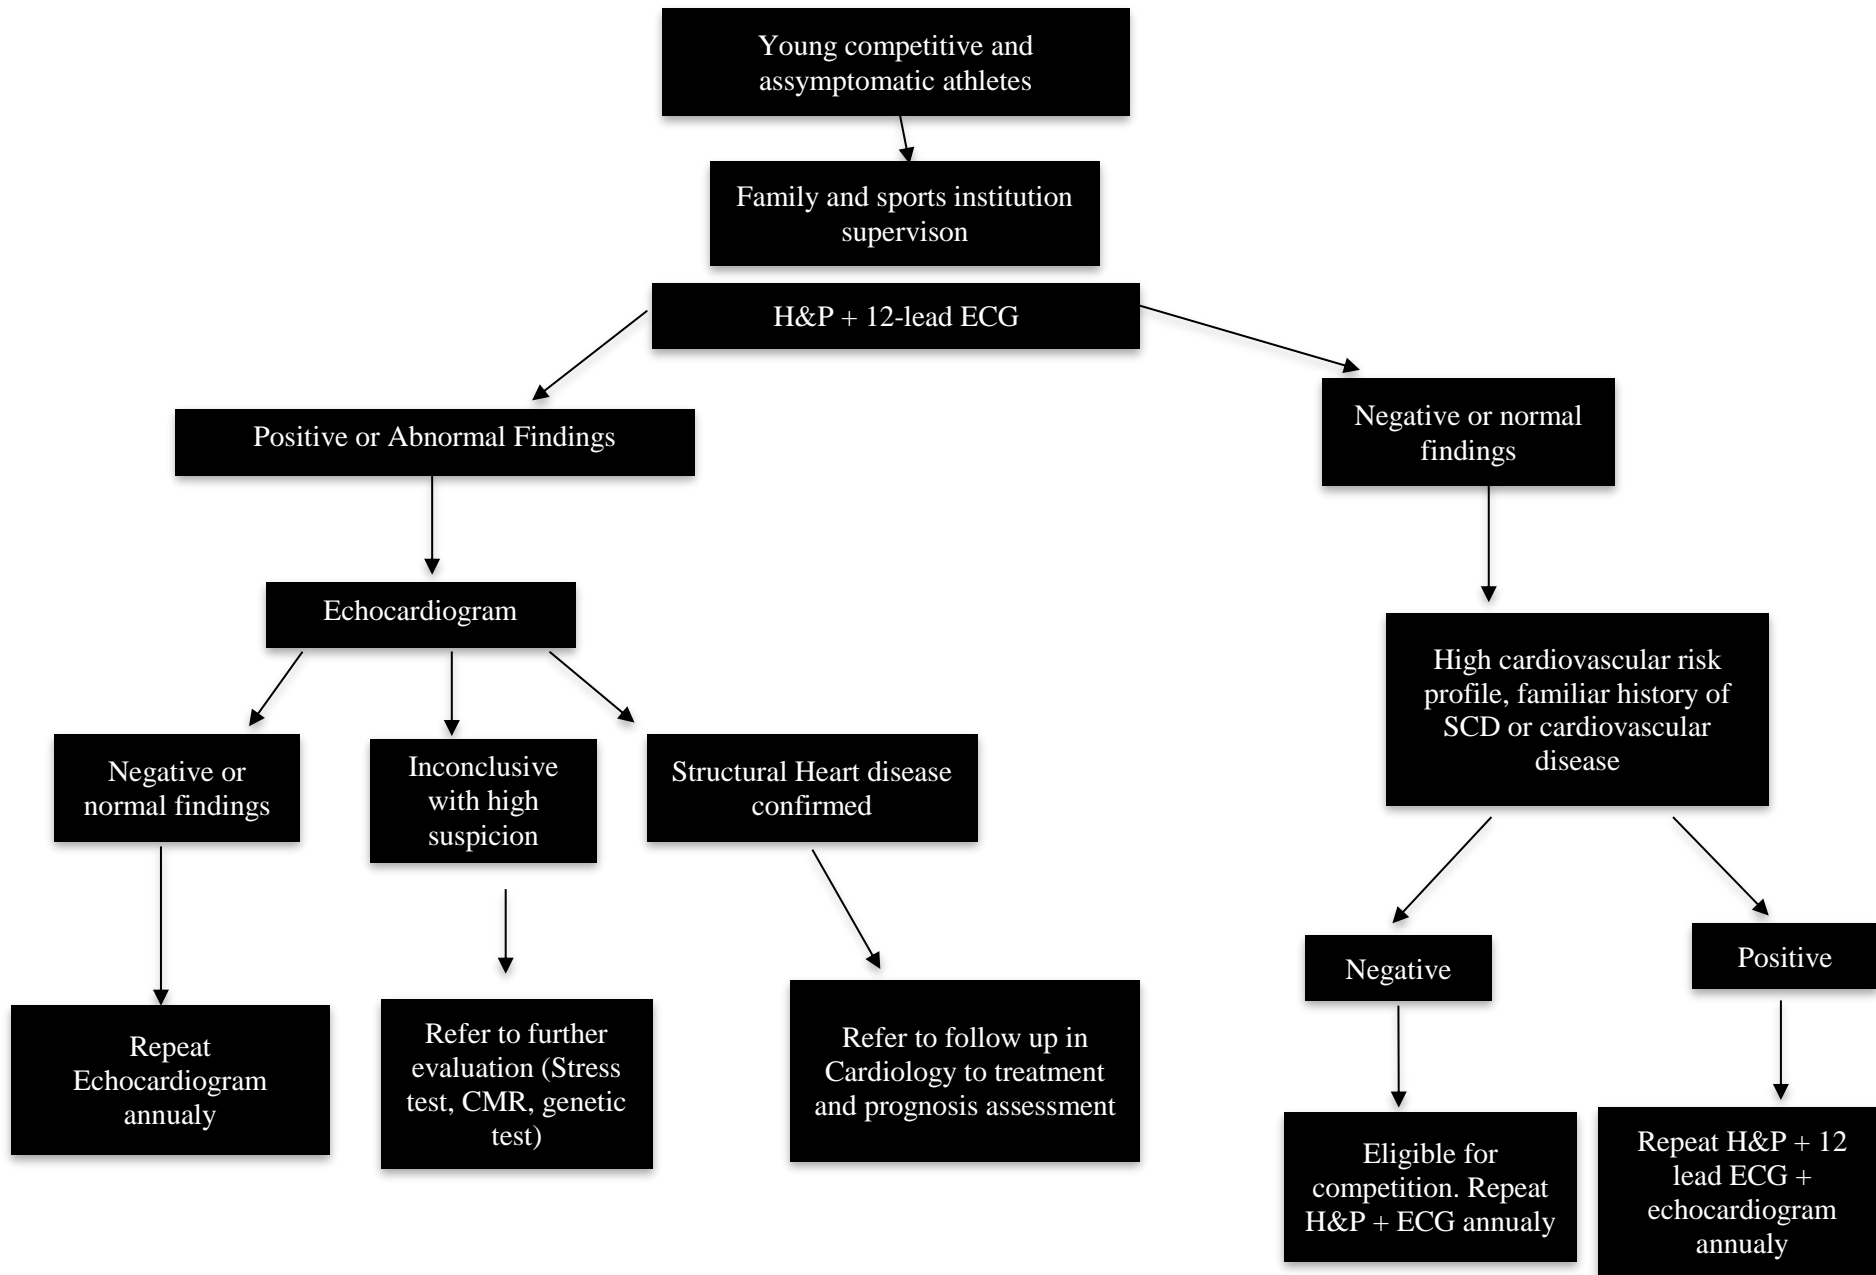 Young competitive and
assymptomatic athletes
Family and sports institution
supervison
H&P + 12-lead ECG
Positive or Abnormal Findings
Negative or normal
findings
Echocardiogram
High cardiovascular risk
profile, familiar history of
SCD or cardiovascular
disease
Negative or
normal findings
Inconclusive
with high
suspicion
Structural Heart disease
confirmed
Negative
Positive
Repeat
Echocardiogram
annualy
Refer to further
evaluation (Stress
test, CMR, genetic
test)
Refer to follow up in
Cardiology to treatment
and prognosis assessment
Eligible for
competition. Repeat
H&P + ECG annualy
Repeat H&P + 12
lead ECG +
echocardiogram
annualy